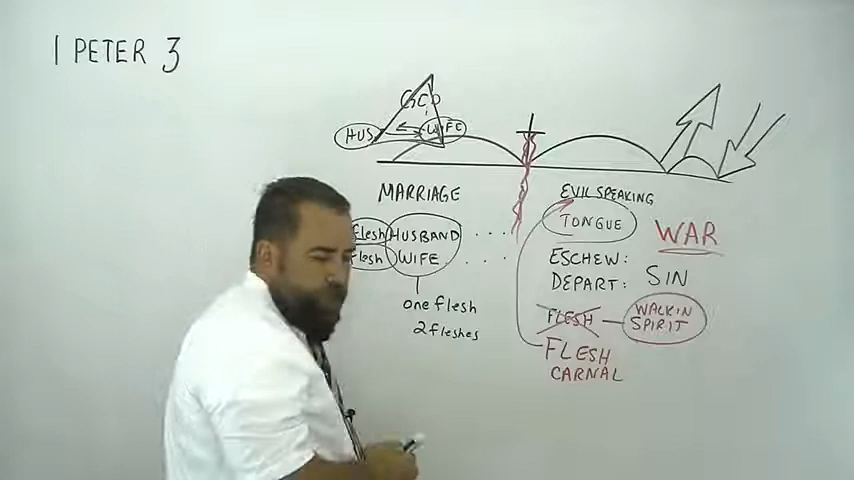 1 PETER 3
GOD
HUS
WIFE
MARRIAGE
Flesh HUSBAND . . .
Flesh WIFE . . .
one flesh
2 fleshes
EVIL SPEAKING
TONGUE
WAR
ESCHEW:
DEPART: SIN
FLESH
WALK IN
SPIRIT
FLESH
CARNAL